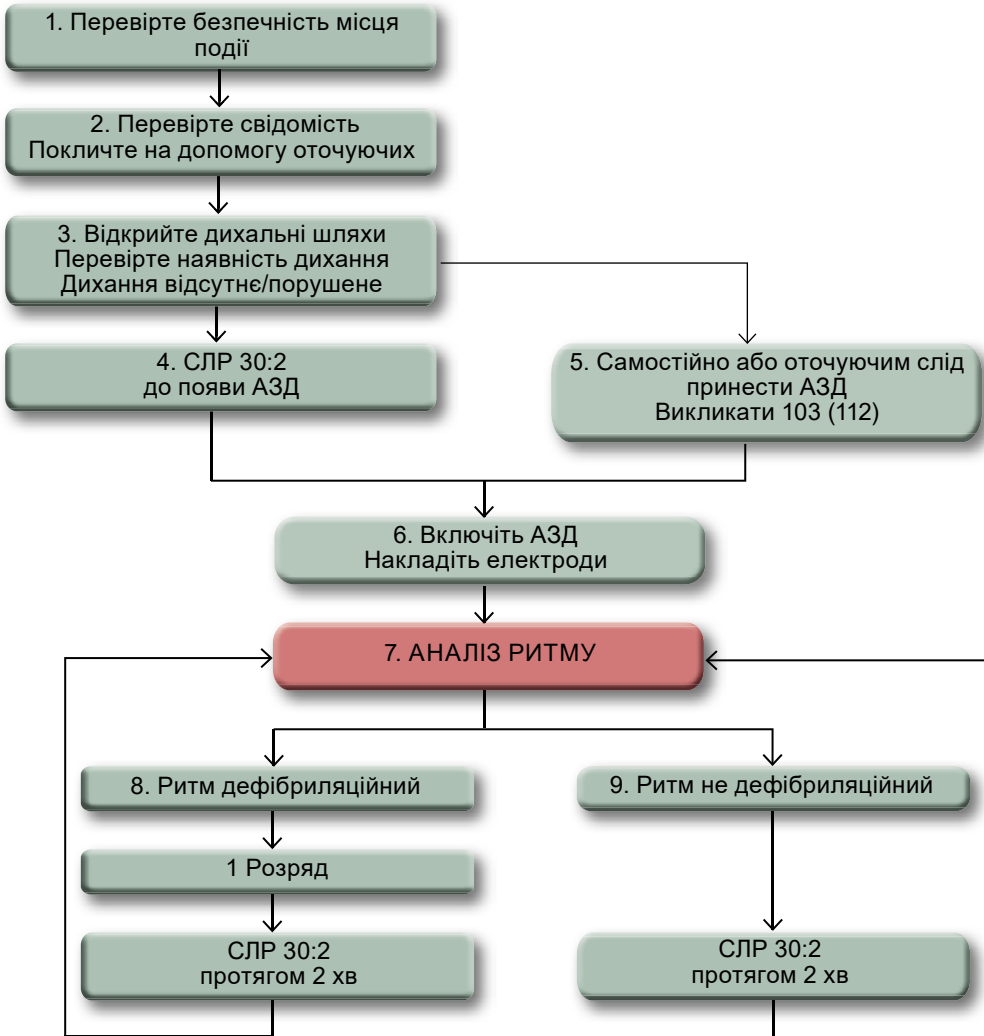 1. Перевірте безпечність місця
події
2. Перевірте свідомість
Покличте на допомогу оточуючих
3. Відкрийте дихальні шляхи
Перевірте наявність дихання
Дихання відсутнє/порушене
4. СЛР 30:2
до появи АЗД
5. Самостійно або оточуючим слід
принести АЗД
Викликати 103 (112)
6. Включіть АЗД
Накладіть електроди
7. АНАЛІЗ РИТМУ
8. Ритм дефібриляційний
9. Ритм не дефібриляційний
1 Розряд
СЛР 30:2
протягом 2 хв
СЛР 30:2
протягом 2 хв